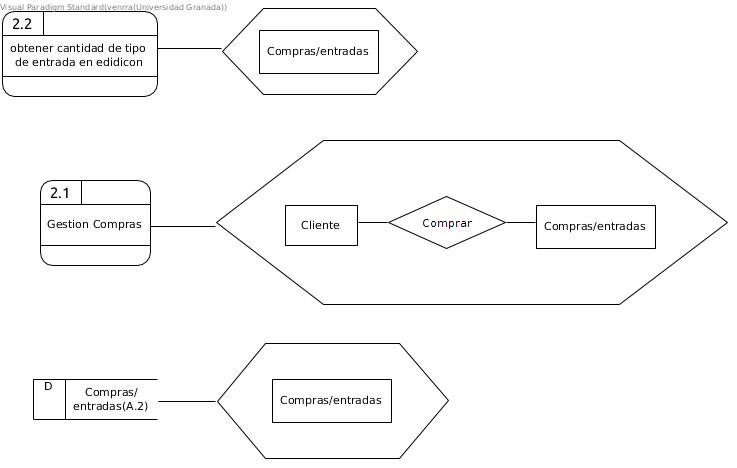 Visual Paradigm Standard(venrra(Universidad Granada))
2.2
obtener cantidad de tipo
de entrada en edidicon
Compras/entradas
2.1
Gestion Compras
Cliente
Comprar
Compras/entradas
D
Compras/
entradas(A.2)
Compras/entradas